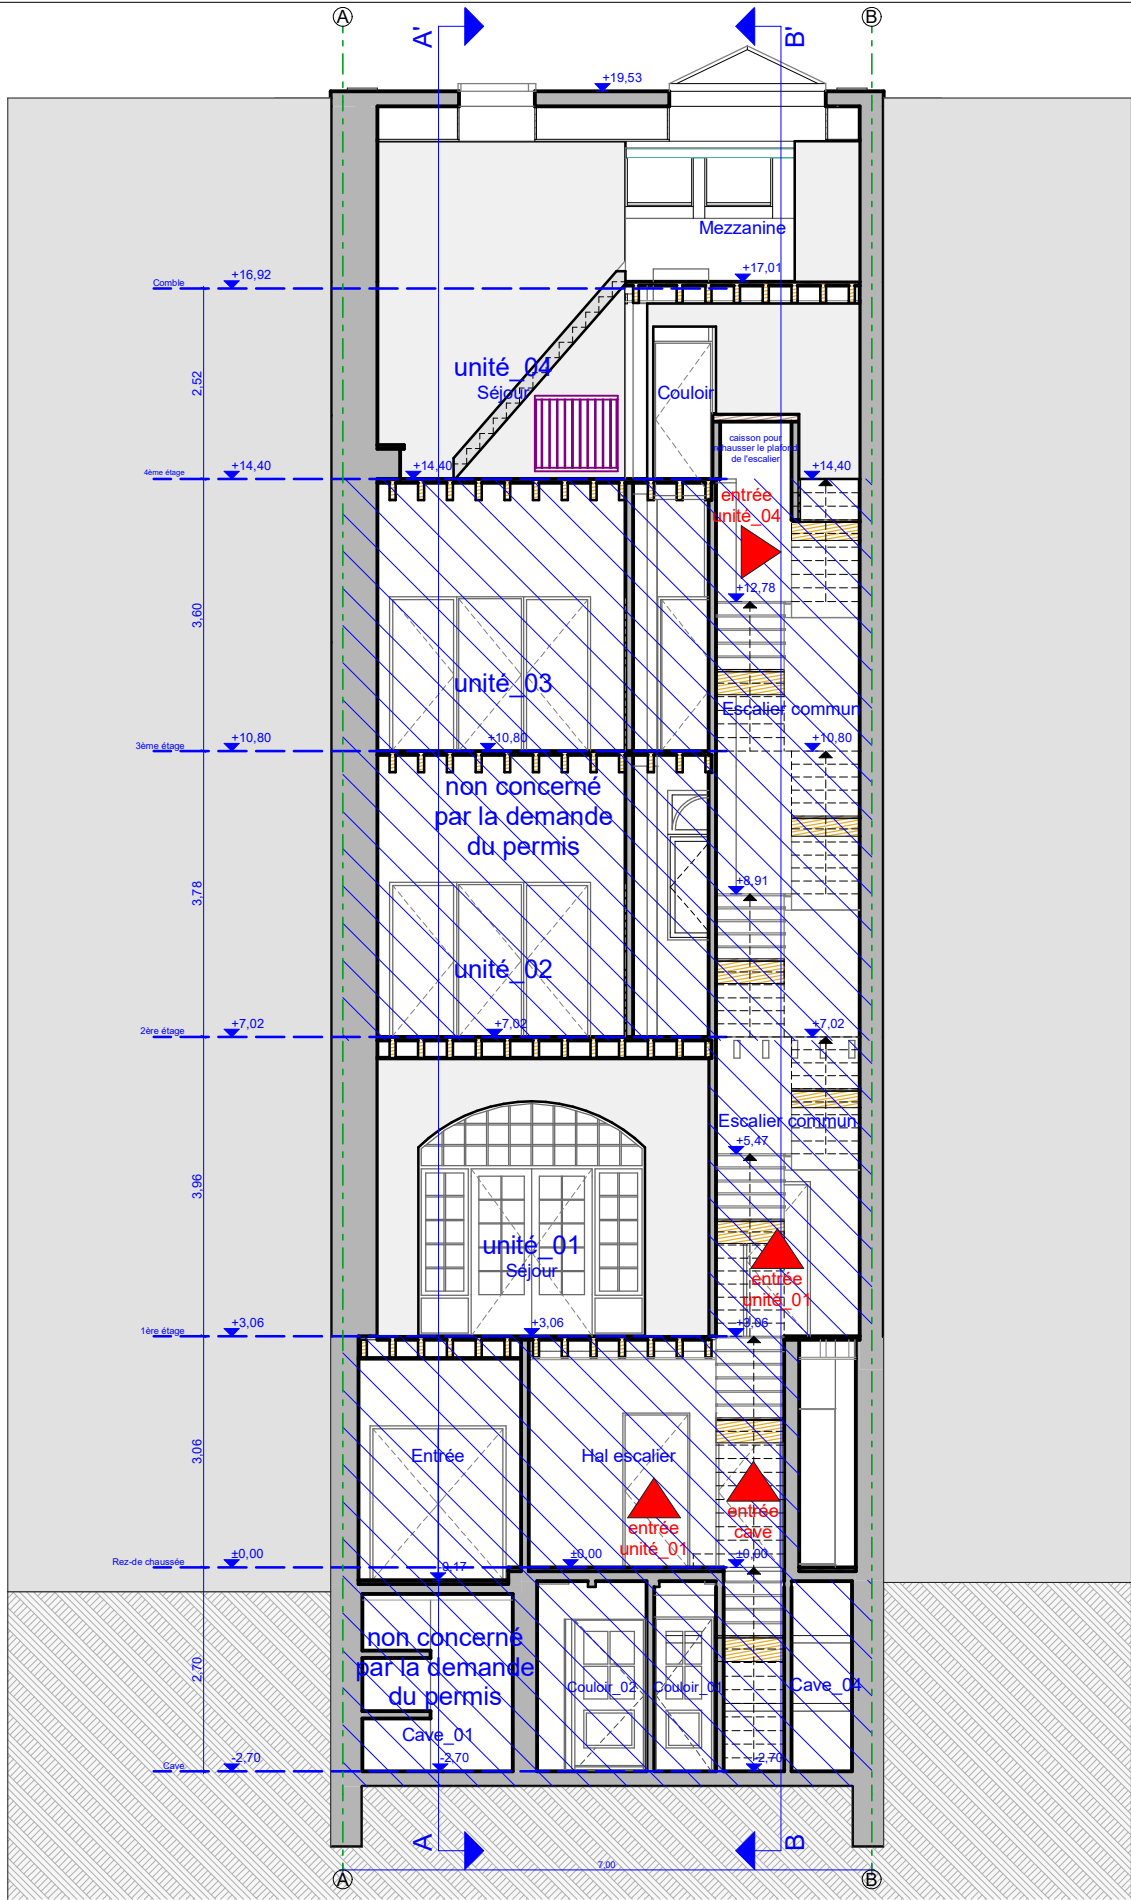 A
B
A'
B'
+19,53
Mezzanine
+17,01
Comble
+16,92
2,52
unité_04
Séjour
Couloir
caisson pour
rehausser le plafond
de l'escalier
4ème étage
+14,40
+14,40
+14,40
entrée
unité_04
+12,78
3,60
unité_03
Escalier commun
3ème étage
+10,80
+10,80
+10,80
non concerné
par la demande
du permis
3,78
+8,91
unité_02
2ère étage
+7,02
+7,02
+7,02
Escalier commun
+5,47
3,96
unité_01
Séjour
entrée
unité_01
1ère étage
+3,06
+3,06
+3,06
3,06
Entrée
Hal escalier
entrée
unité_01
entrée
cave
Rez-de chaussée
±0,00
±0,00
±0,00
-0,17
2,70
non concerné
par la demande
du permis
Couloir_02
Couloir_01
Cave_04
Cave_01
Cave
-2,70
-2,70
-2,70
A
B
7,00
A
B